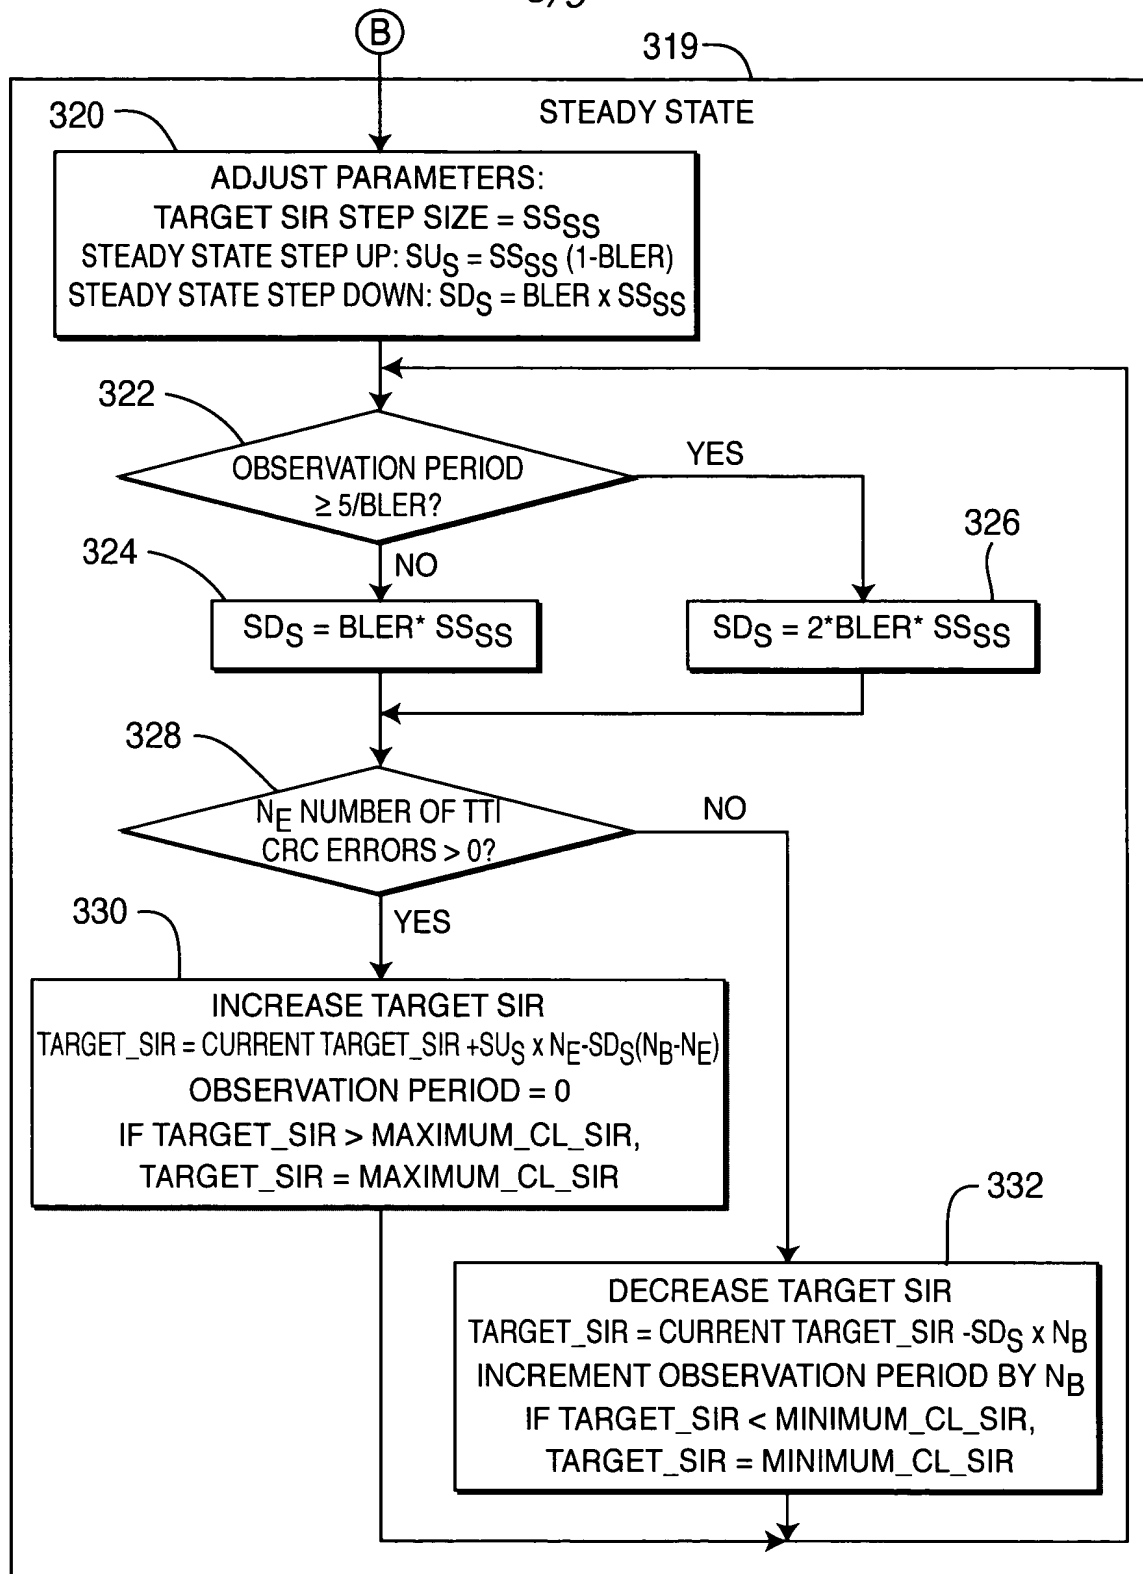 B
319
STEADY STATE
320
ADJUST PARAMETERS:
TARGET SIR STEP SIZE = SSSS
STEADY STATE STEP UP: SUS = SSSS (1-BLER)
STEADY STATE STEP DOWN: SDS = BLER x SSSS
322
OBSERVATION PERIOD
≥ 5/BLER?
YES
NO
324
SDS = BLER* SSSS
326
SDS = 2*BLER* SSSS
328
NE NUMBER OF TTI
CRC ERRORS > 0?
NO
YES
330
INCREASE TARGET SIR
TARGET_SIR = CURRENT TARGET_SIR +SUS x NE-SDS(NB-NE)
OBSERVATION PERIOD = 0
IF TARGET_SIR > MAXIMUM_CL_SIR,
TARGET_SIR = MAXIMUM_CL_SIR
332
DECREASE TARGET SIR
TARGET_SIR = CURRENT TARGET_SIR -SDS x NB
INCREMENT OBSERVATION PERIOD BY NB
IF TARGET_SIR < MINIMUM_CL_SIR,
TARGET_SIR = MINIMUM_CL_SIR